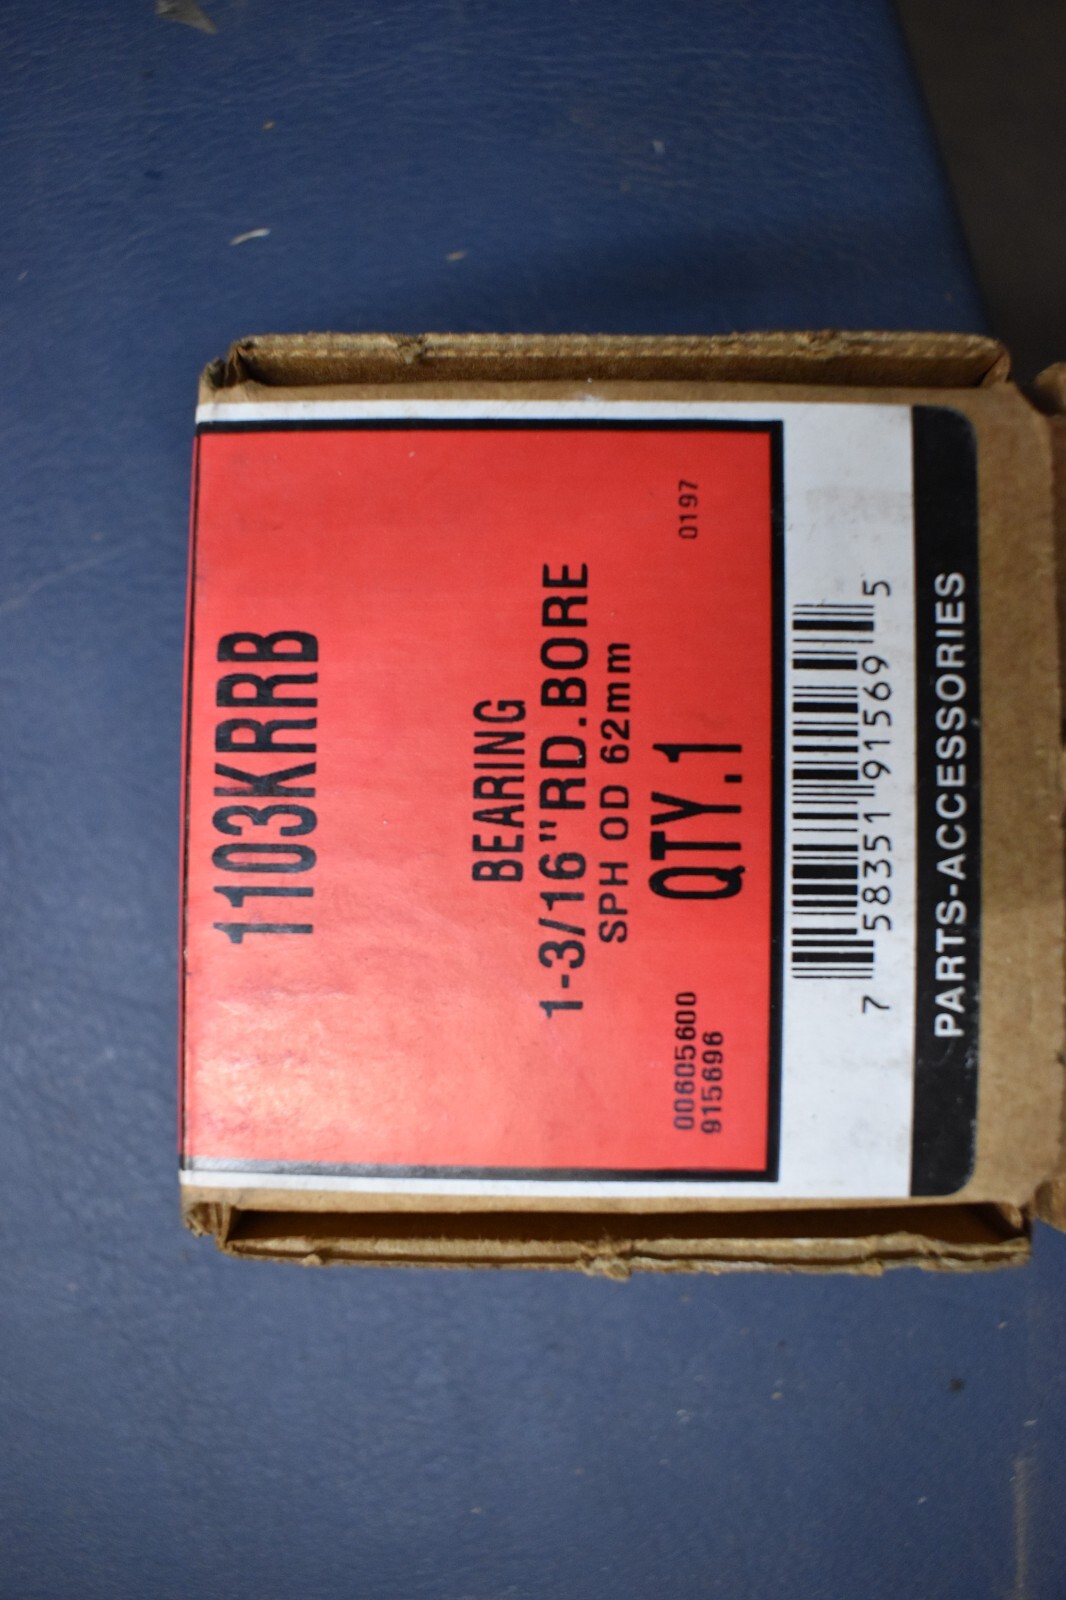 1103KRRB
BEARING
1-3/16"RD.BORE
SPH OD 62mm
QTY.1
00605600
915696
0197
7 58351 91569 5
PARTS-ACCESSORIES